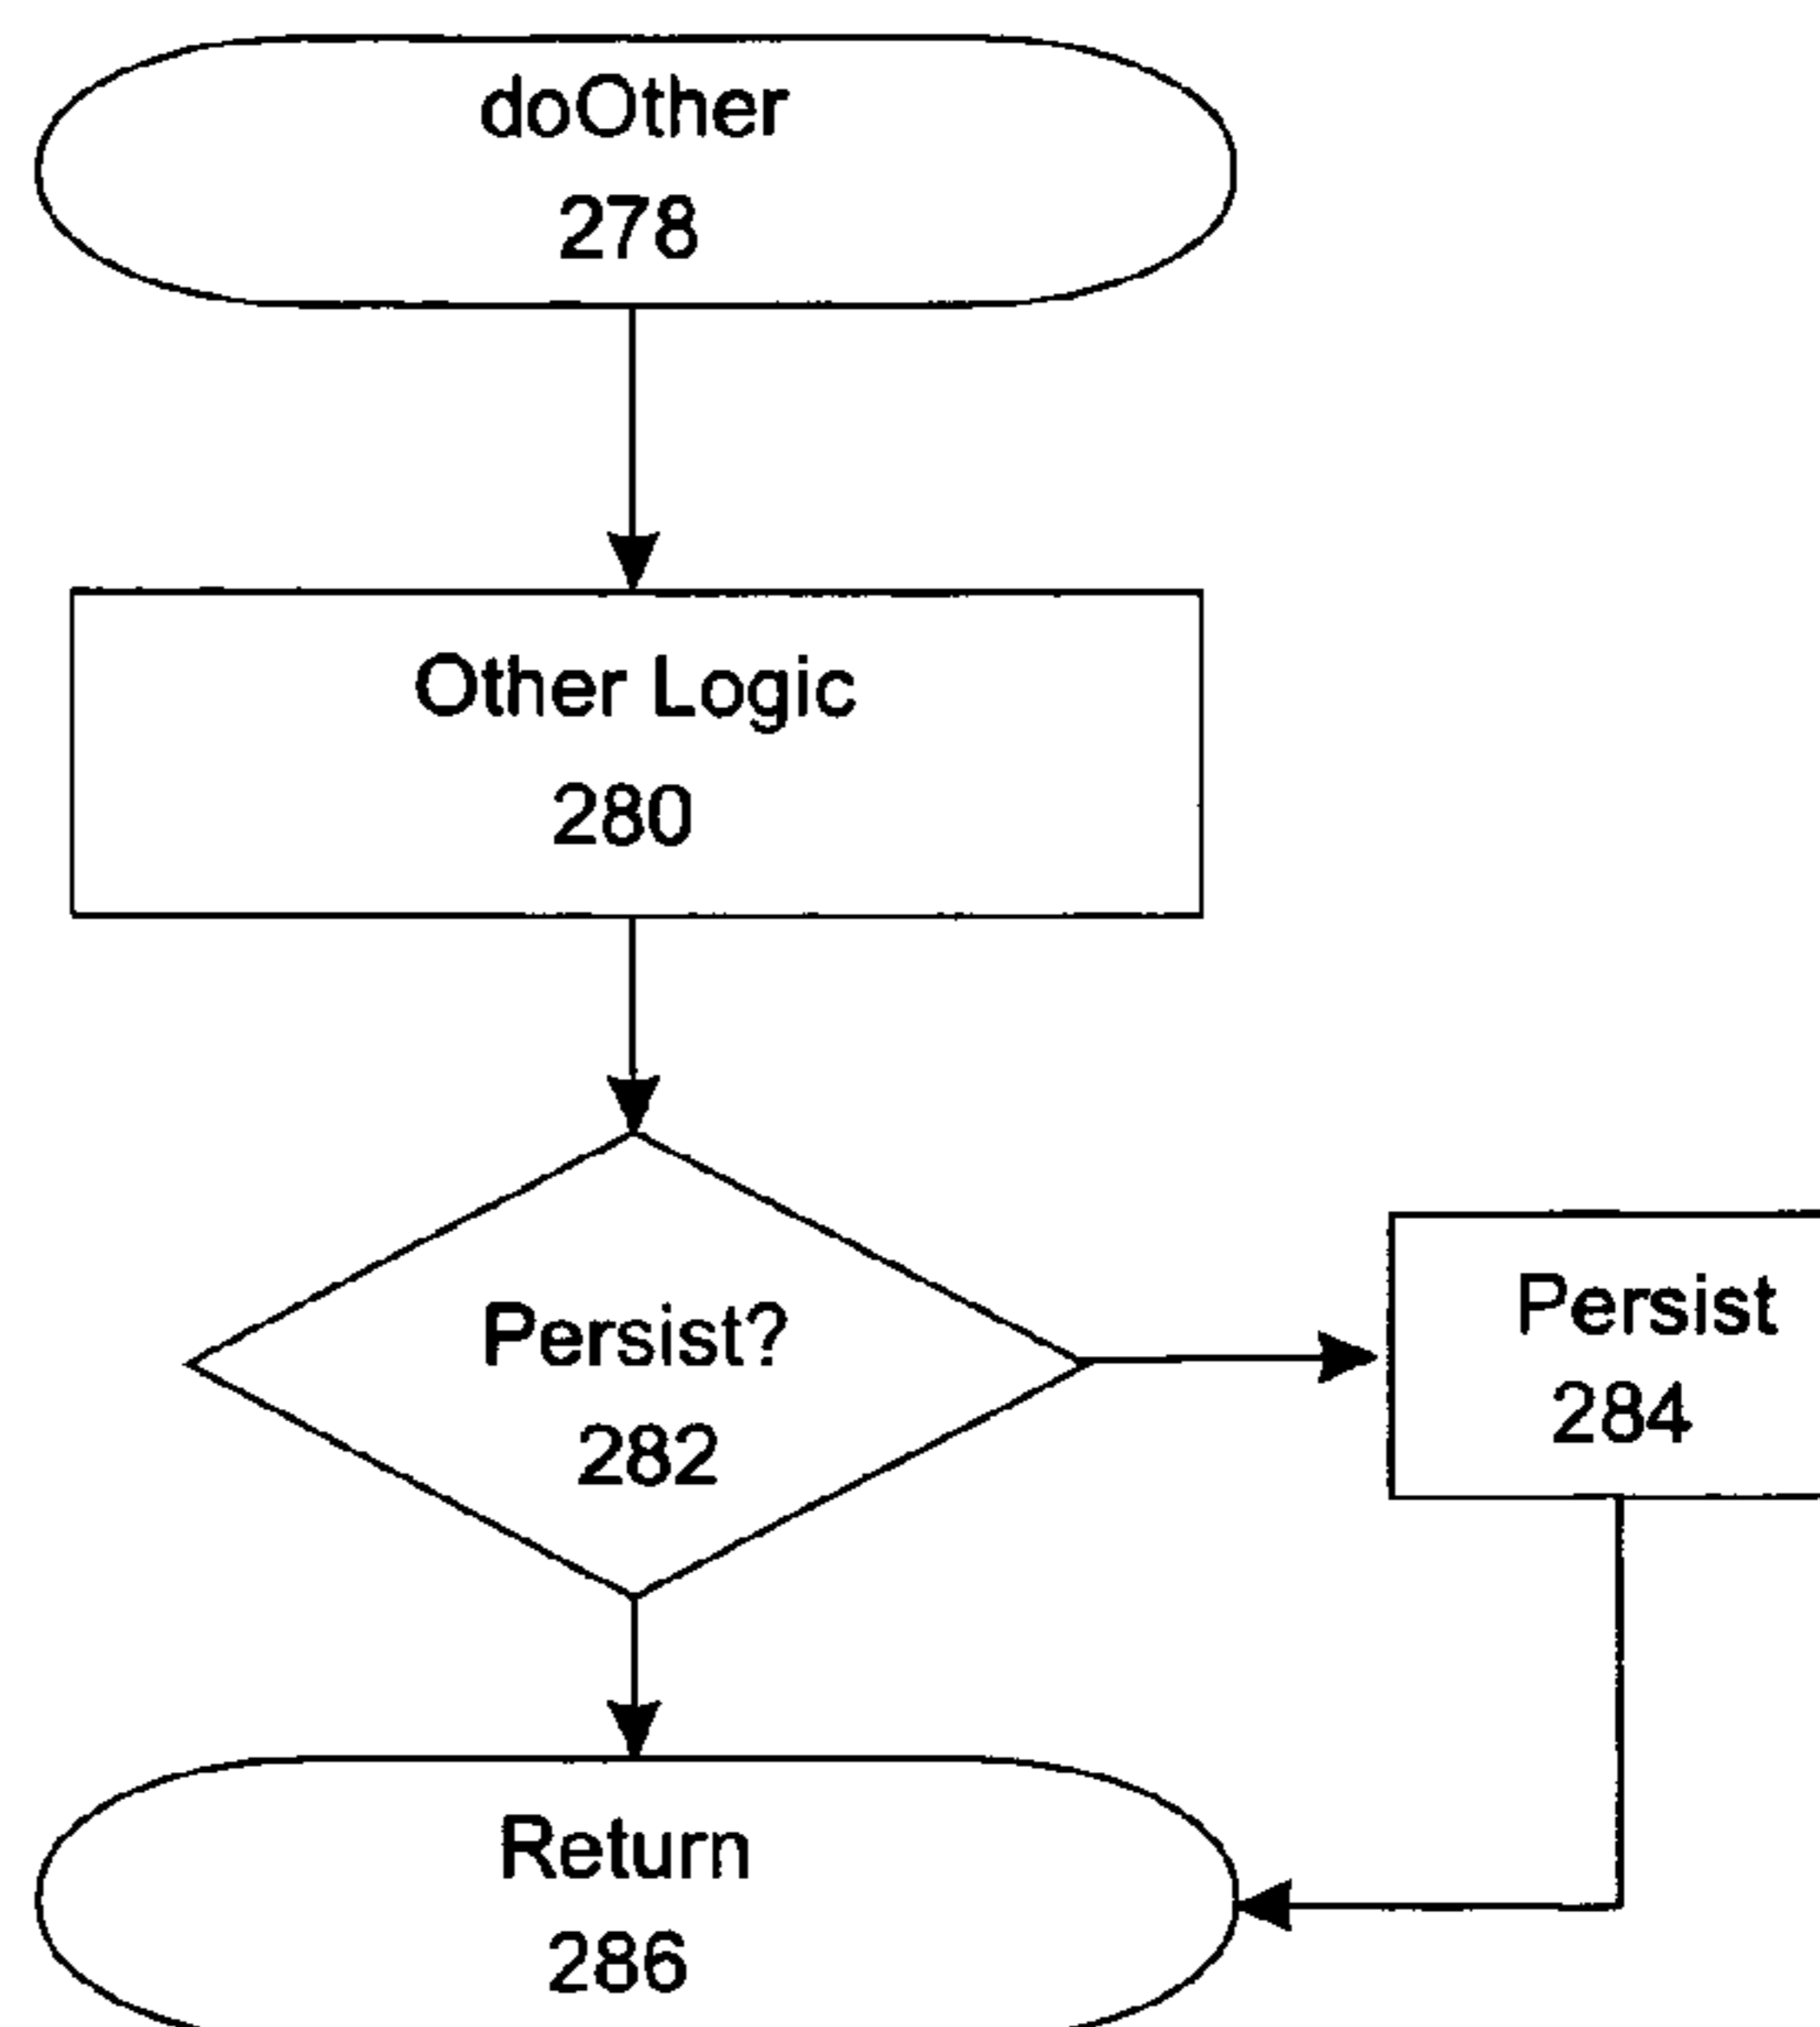 doOther
278
Other Logic
280
Persist?
282
Persist
284
Return
286